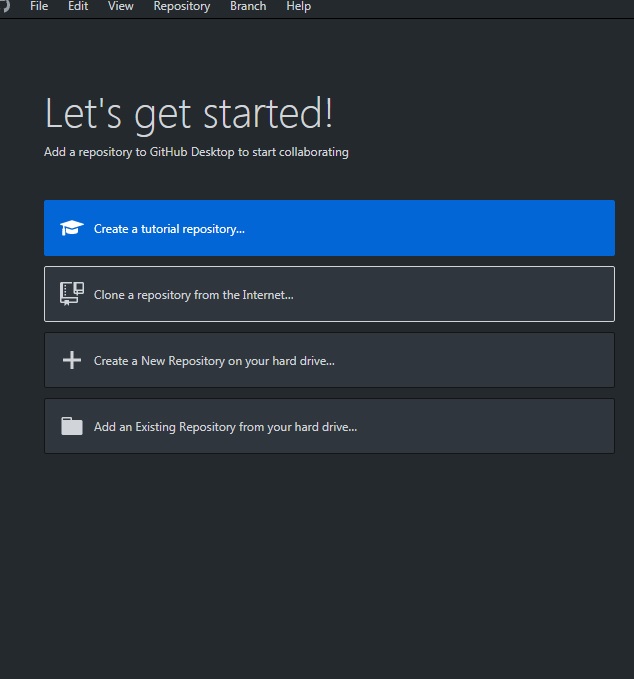 File Edit View Repository Branch Help
Let's get started!
Add a repository to GitHub Desktop to start collaborating
Create a tutorial repository...
Clone a repository from the Internet...
Create a New Repository on your hard drive...
Add an Existing Repository from your hard drive...